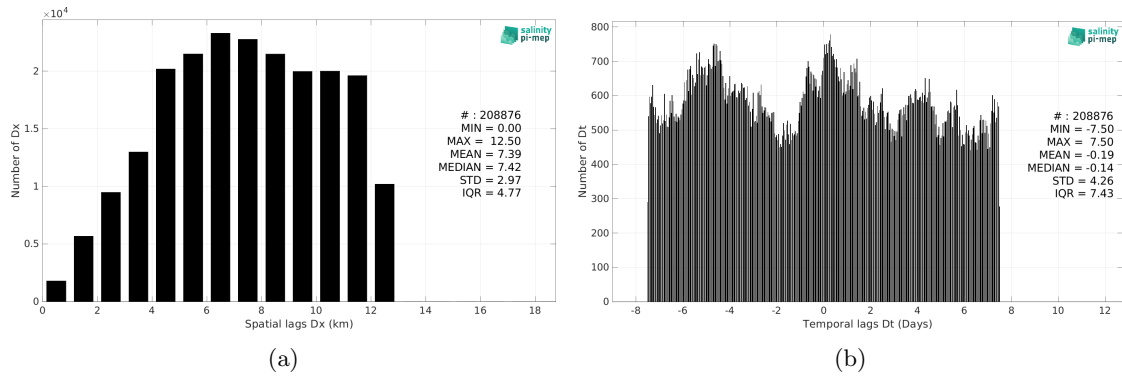 ×10⁴
2
1.5
1
0.5
0
Number of Dx
0 2 4 6 8 10 12 14 16 18
Spatial lags Dx (km)
salinity
pi-mep
# : 208876
MIN = 0.00
MAX = 12.50
MEAN = 7.39
MEDIAN = 7.42
STD = 2.97
IQR = 4.77
(a)
800
700
600
500
400
300
200
100
0
Number of Dt
-8 -6 -4 -2 0 2 4 6 8 10 12
Temporal lags Dt (Days)
salinity
pi-mep
# : 208876
MIN = -7.50
MAX = 7.50
MEAN = -0.19
MEDIAN = -0.14
STD = 4.26
IQR = 7.43
(b)